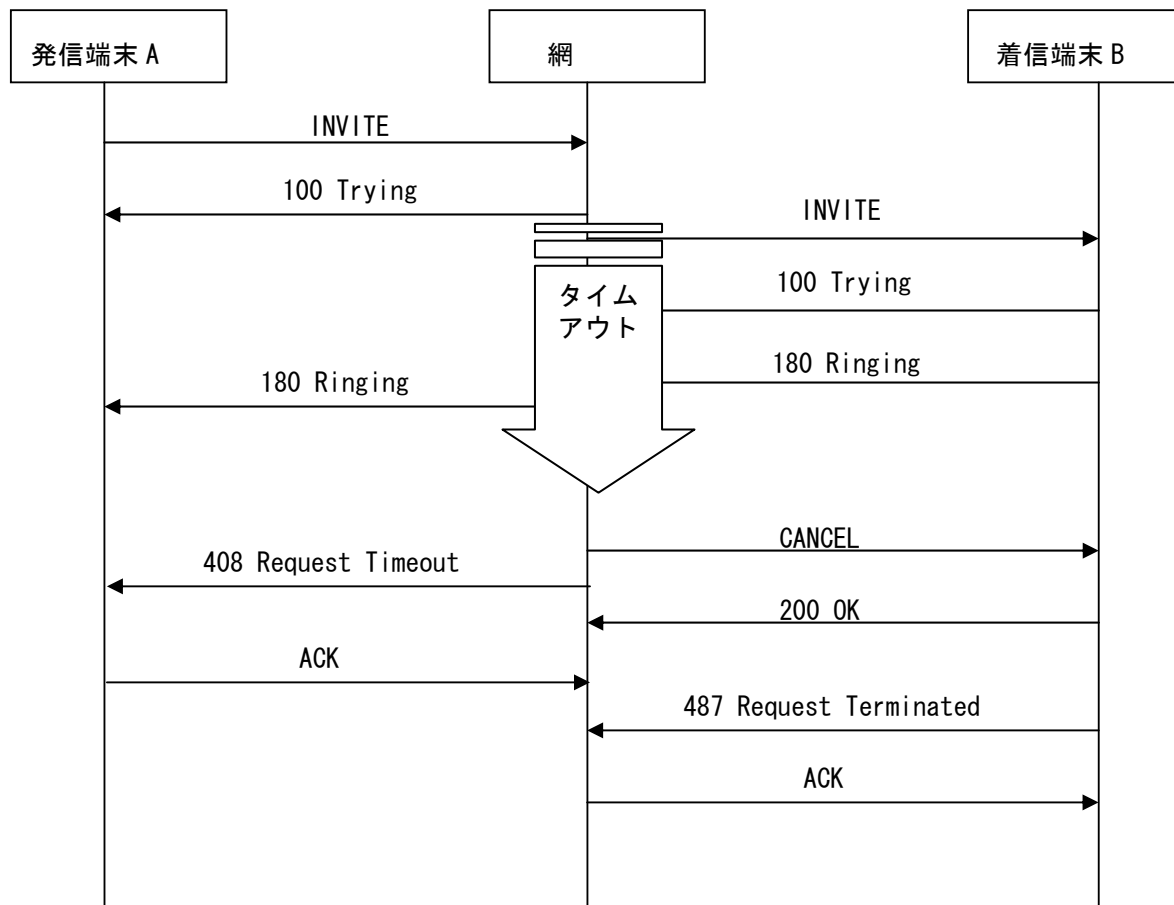 発信端末 A
網
着信端末 B
INVITE
100 Trying
INVITE
タイム
アウト
100 Trying
180 Ringing
180 Ringing
CANCEL
408 Request Timeout
200 OK
ACK
487 Request Terminated
ACK